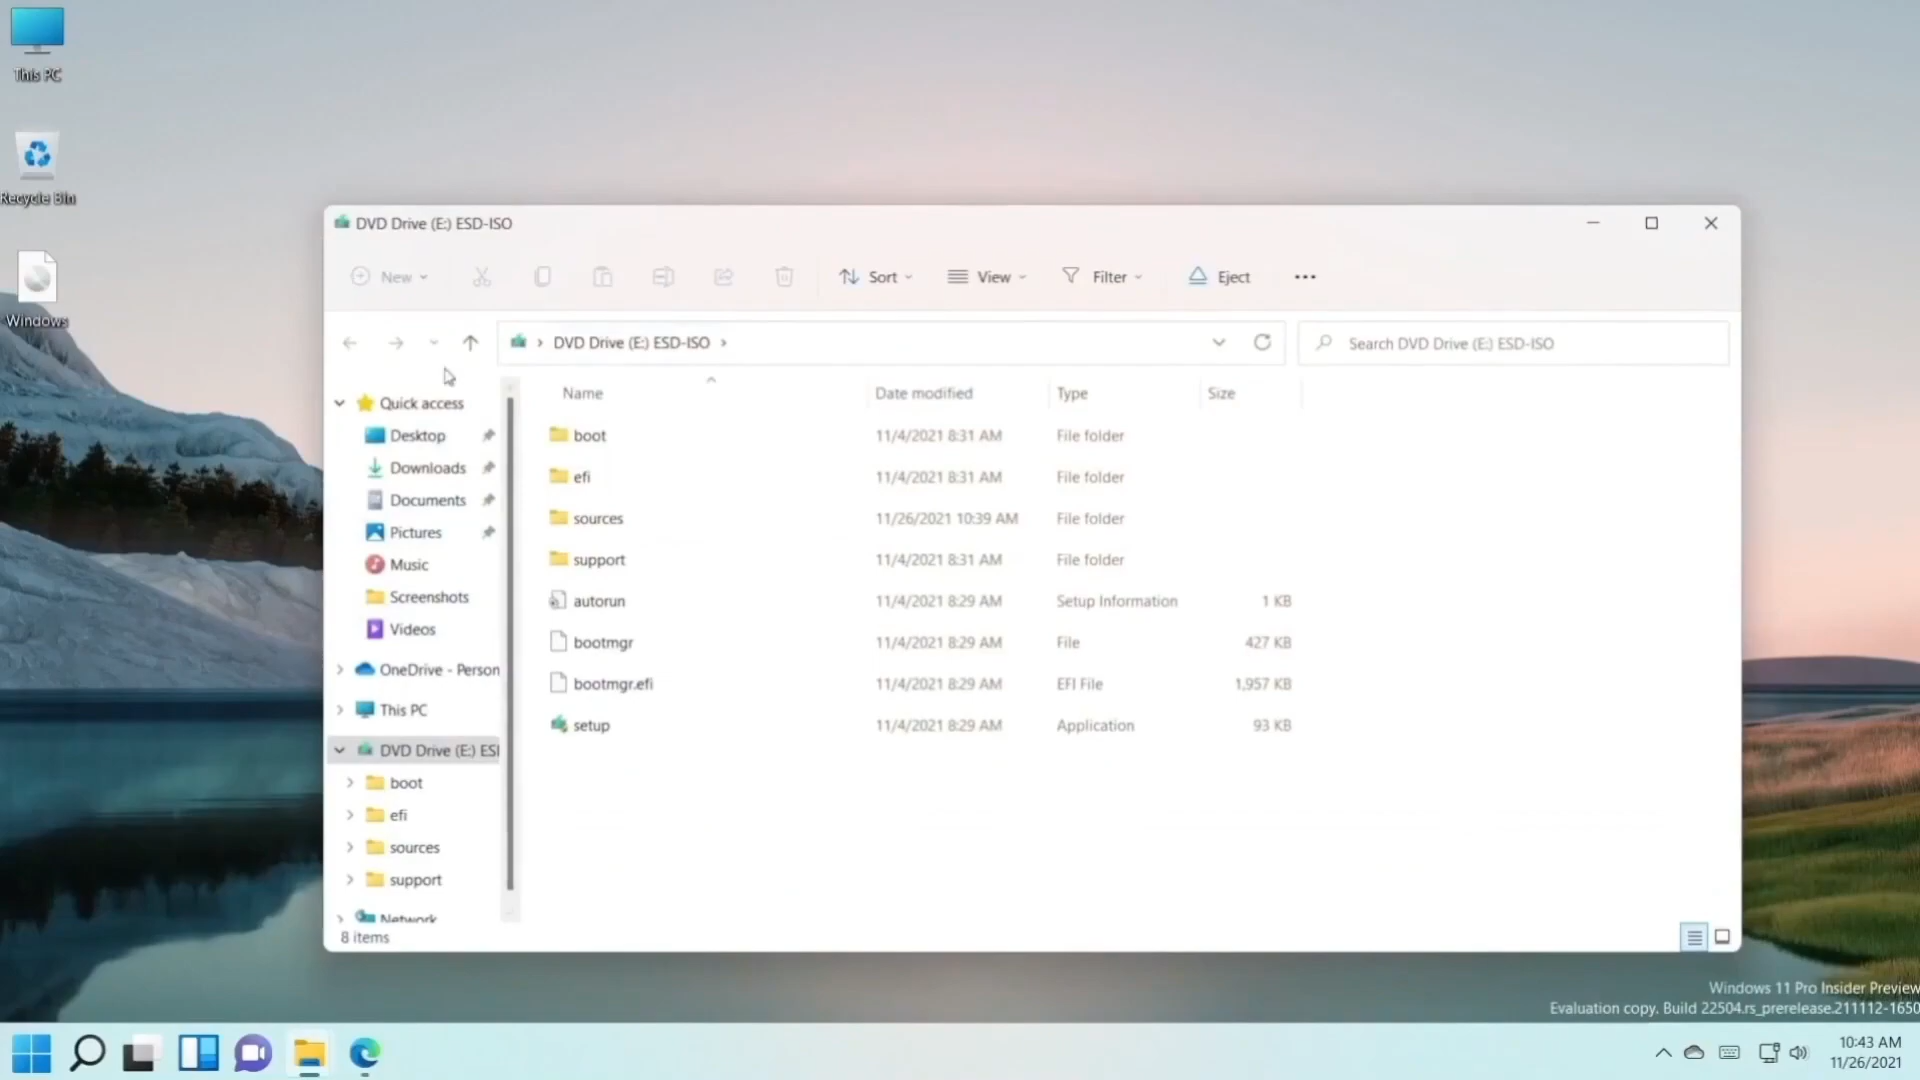 This PC
Recycle Bin
Windows
DVD Drive (E:) ESD-ISO
New
Sort
View
Filter
Eject
DVD Drive (E:) ESD-ISO
Search DVD Drive (E:) ESD-ISO
Quick access
Desktop
Downloads
Documents
Pictures
Music
Screenshots
Videos
OneDrive - Person
This PC
DVD Drive (E:) ESI
boot
efi
sources
support
Network
Name Date modified Type Size
boot 11/4/2021 8:31 AM File folder
efi 11/4/2021 8:31 AM File folder
sources 11/26/2021 10:39 AM File folder
support 11/4/2021 8:31 AM File folder
autorun 11/4/2021 8:29 AM Setup Information 1 KB
bootmgr 11/4/2021 8:29 AM File 427 KB
bootmgr.efi 11/4/2021 8:29 AM EFI File 1,957 KB
setup 11/4/2021 8:29 AM Application 93 KB
8 items
Windows 11 Pro Insider Preview
Evaluation copy. Build 22504.rs_prerelease.211112-1650
10:43 AM
11/26/2021